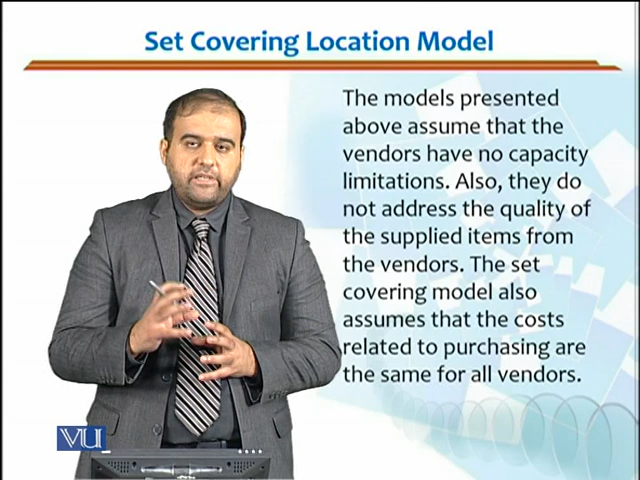 Set Covering Location Model
The models presented
above assume that the
vendors have no capacity
limitations. Also, they do
not address the quality of
the supplied items from
the vendors. The set
covering model also
assumes that the costs
related to purchasing are
the same for all vendors.
VU